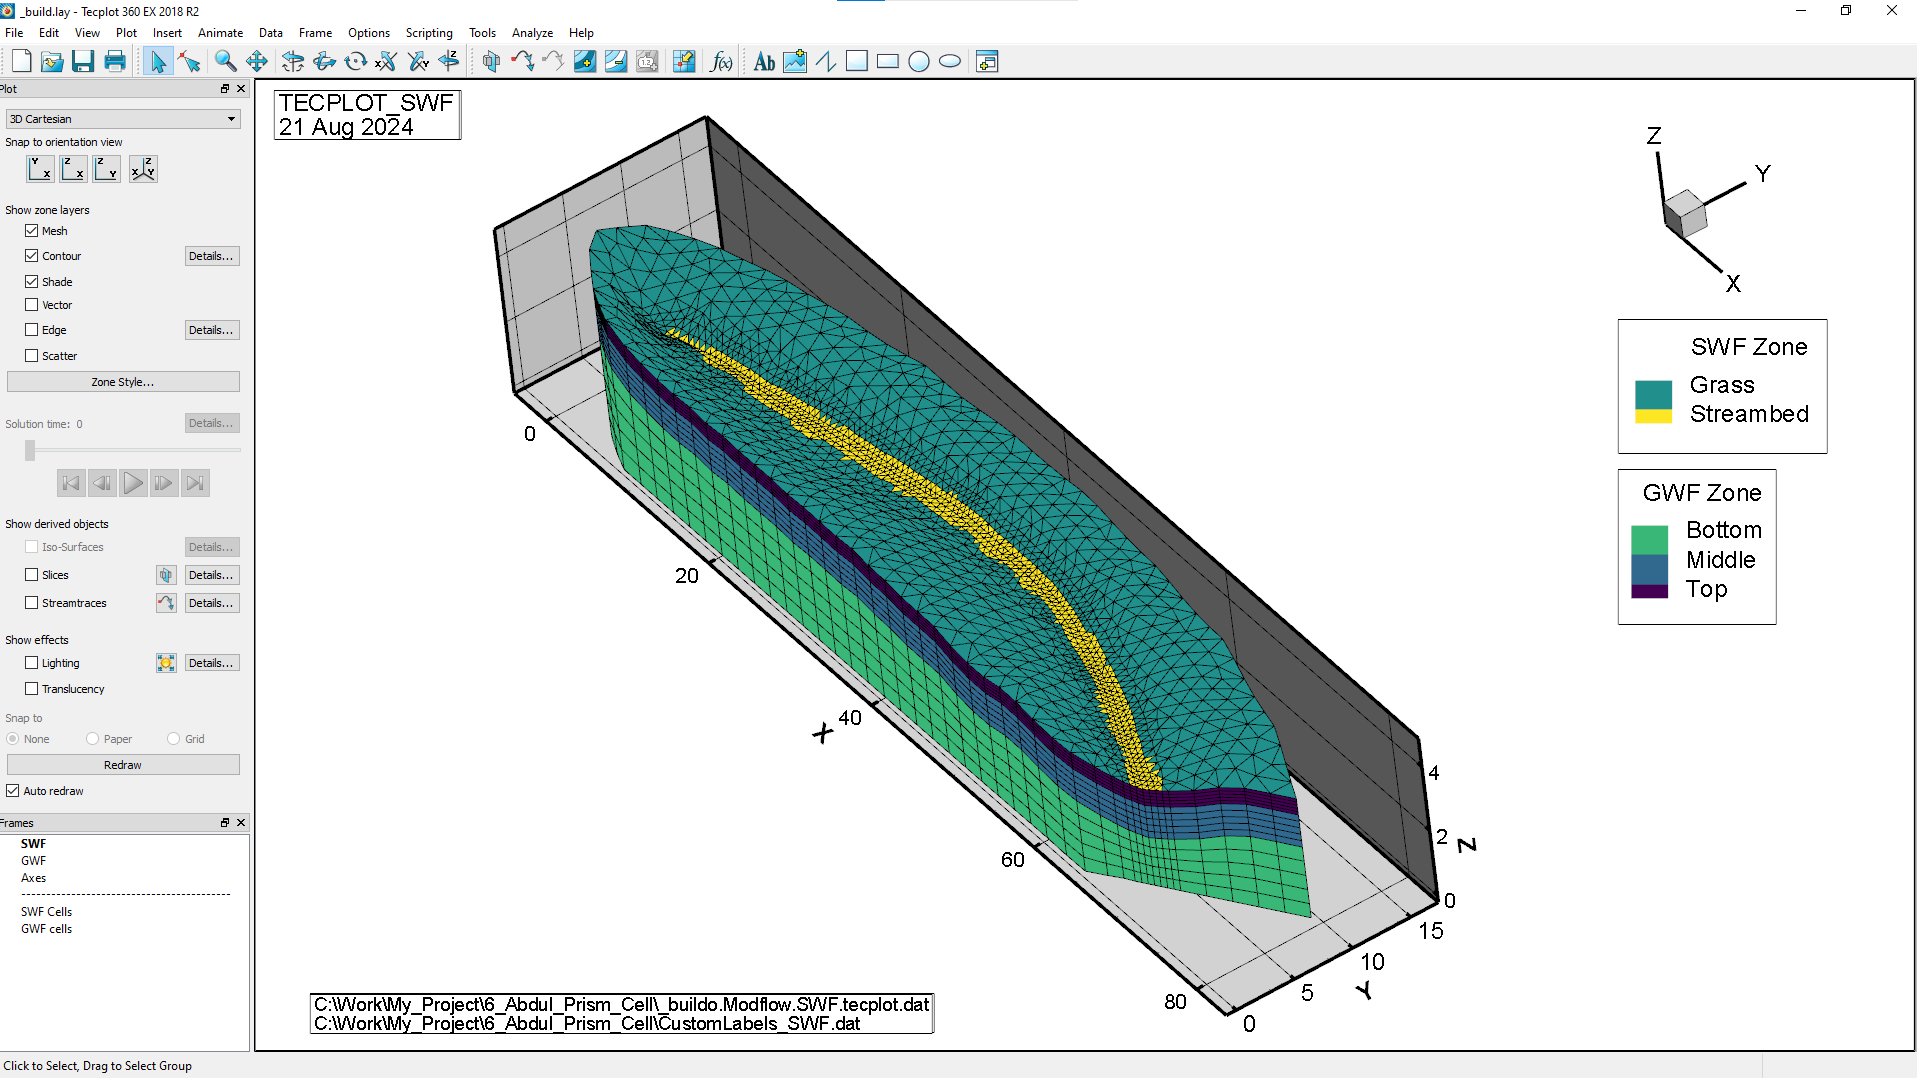 _build.lay - Tecplot 360 EX 2018 R2
File Edit View Plot Insert Animate Data Frame Options Scripting Tools Analyze Help
Ab
f(x)
Plot
3D Cartesian
Snap to orientation view
Y X Z X Z Y Z X Y
Show zone layers
Mesh
Contour Details...
Shade
Vector
Edge Details...
Scatter
Zone Style...
Solution time: 0 Details...
Show derived objects
Iso-Surfaces Details...
Slices Details...
Streamtraces Details...
Show effects
Lighting Details...
Translucency
Snap to
None Paper Grid
Redraw
Auto redraw
Frames
SWF
GWF
Axes
SWF Cells
GWF cells
Click to Select, Drag to Select Group
TECPLOT_SWF
21 Aug 2024
Z
Y
X
SWF Zone
Grass
Streambed
GWF Zone
Bottom
Middle
Top
0
20
40
X
60
80
0
5
Y
10
15
0
2
Z
4
C:\Work\My_Project\6_Abdul_Prism_Cell\_buildo.Modflow.SWF.tecplot.dat
C:\Work\My_Project\6_Abdul_Prism_Cell\CustomLabels_SWF.dat